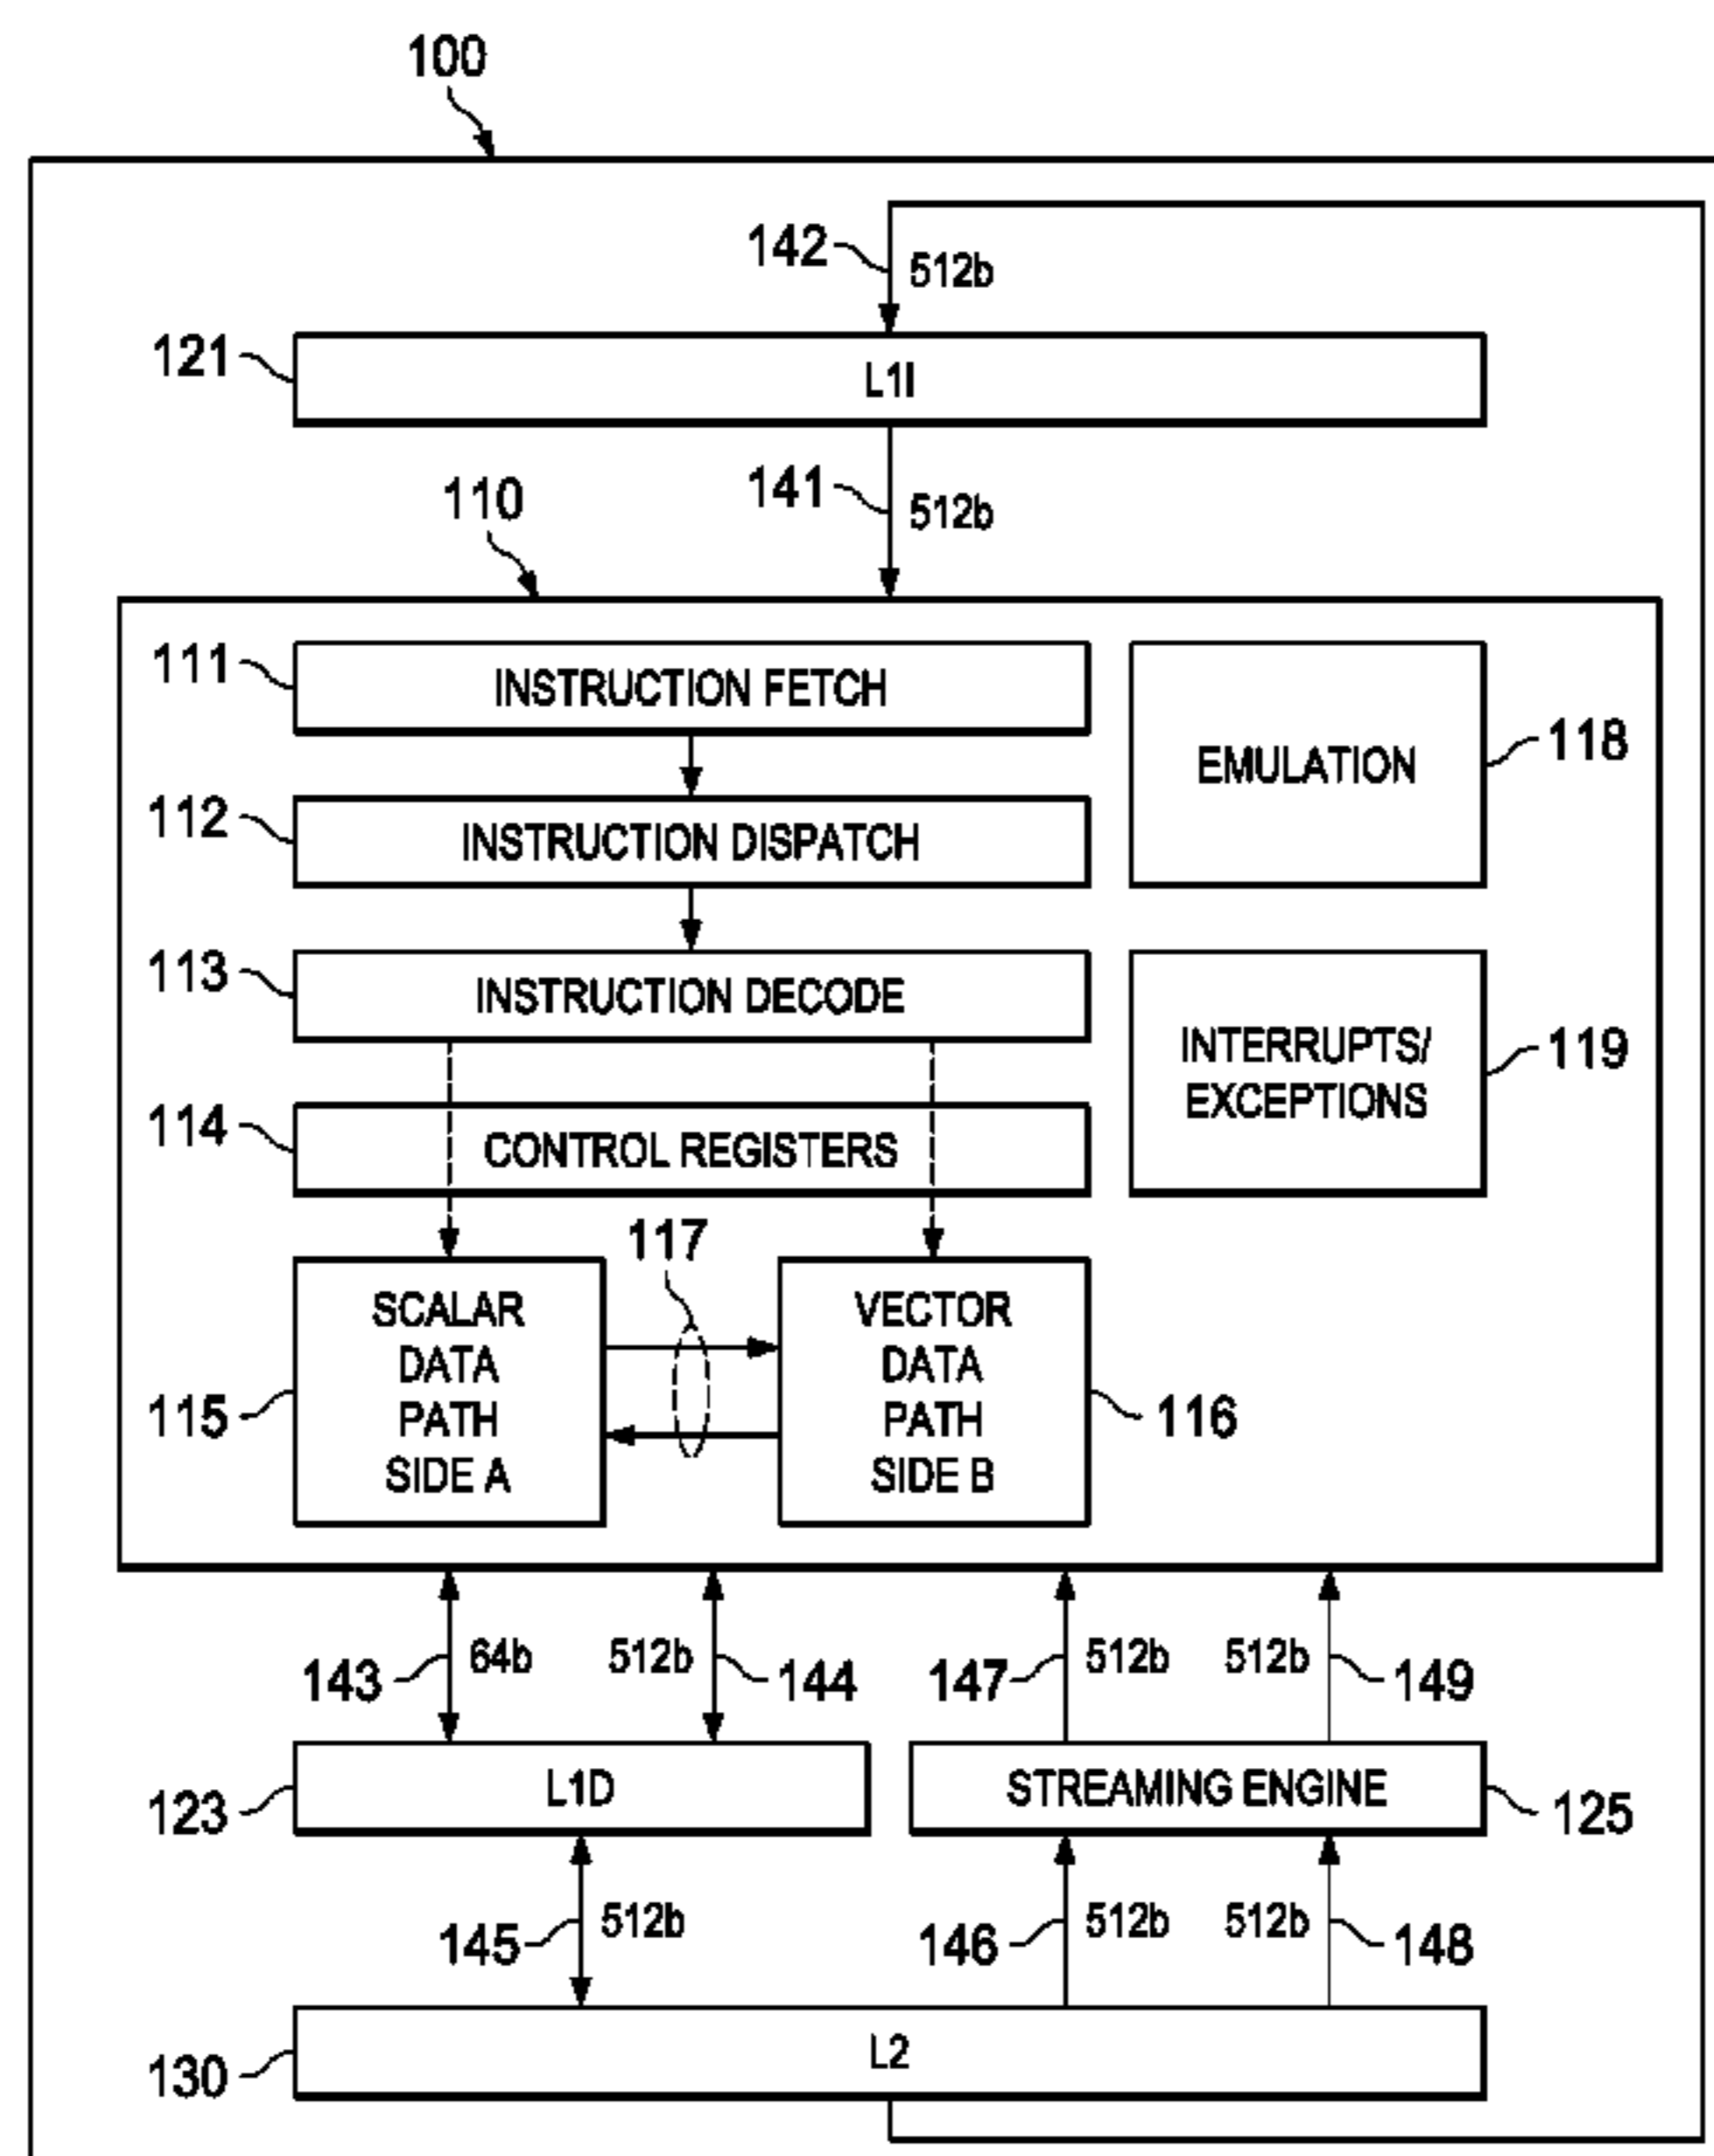 100
142
512b
121
L1I
141
512b
110
111
INSTRUCTION FETCH
118
EMULATION
112
INSTRUCTION DISPATCH
113
INSTRUCTION DECODE
119
INTERRUPTS/
EXCEPTIONS
114
CONTROL REGISTERS
117
115
SCALAR
DATA
PATH
SIDE A
VECTOR
DATA
PATH
SIDE B
116
143
64b
512b
144
147
512b
512b
149
123
L1D
STREAMING ENGINE
125
145
512b
146
512b
512b
148
130
L2